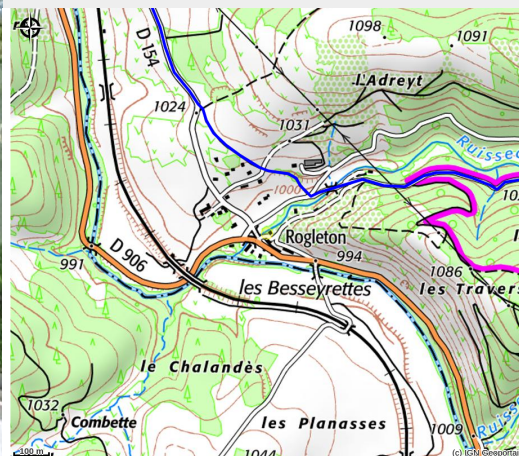 1098
1091
D 154
L'Adreyt
1024
1031
Ruisseau
1000
Rogleton
991
D 906
994
1086
les Besseyrettes
les Travers
le Chalandès
1032
Combette
les Planasses
1009
Ruisse
100 m
1044
(c) IGN Geoportail